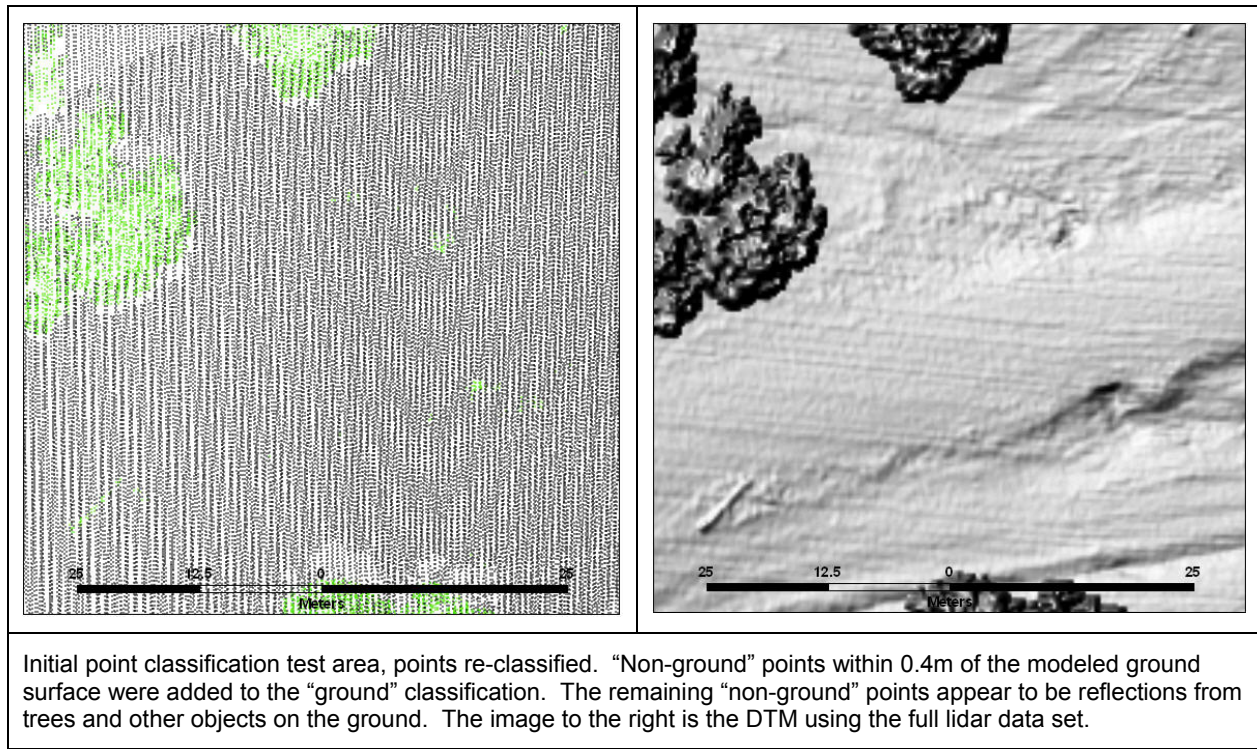 25 12.5 0 25
Meters
25 12.5 0 25
Meters
Initial point classification test area, points re-classified. “Non-ground” points within 0.4m of the modeled ground
surface were added to the “ground” classification. The remaining “non-ground” points appear to be reflections from
trees and other objects on the ground. The image to the right is the DTM using the full lidar data set.